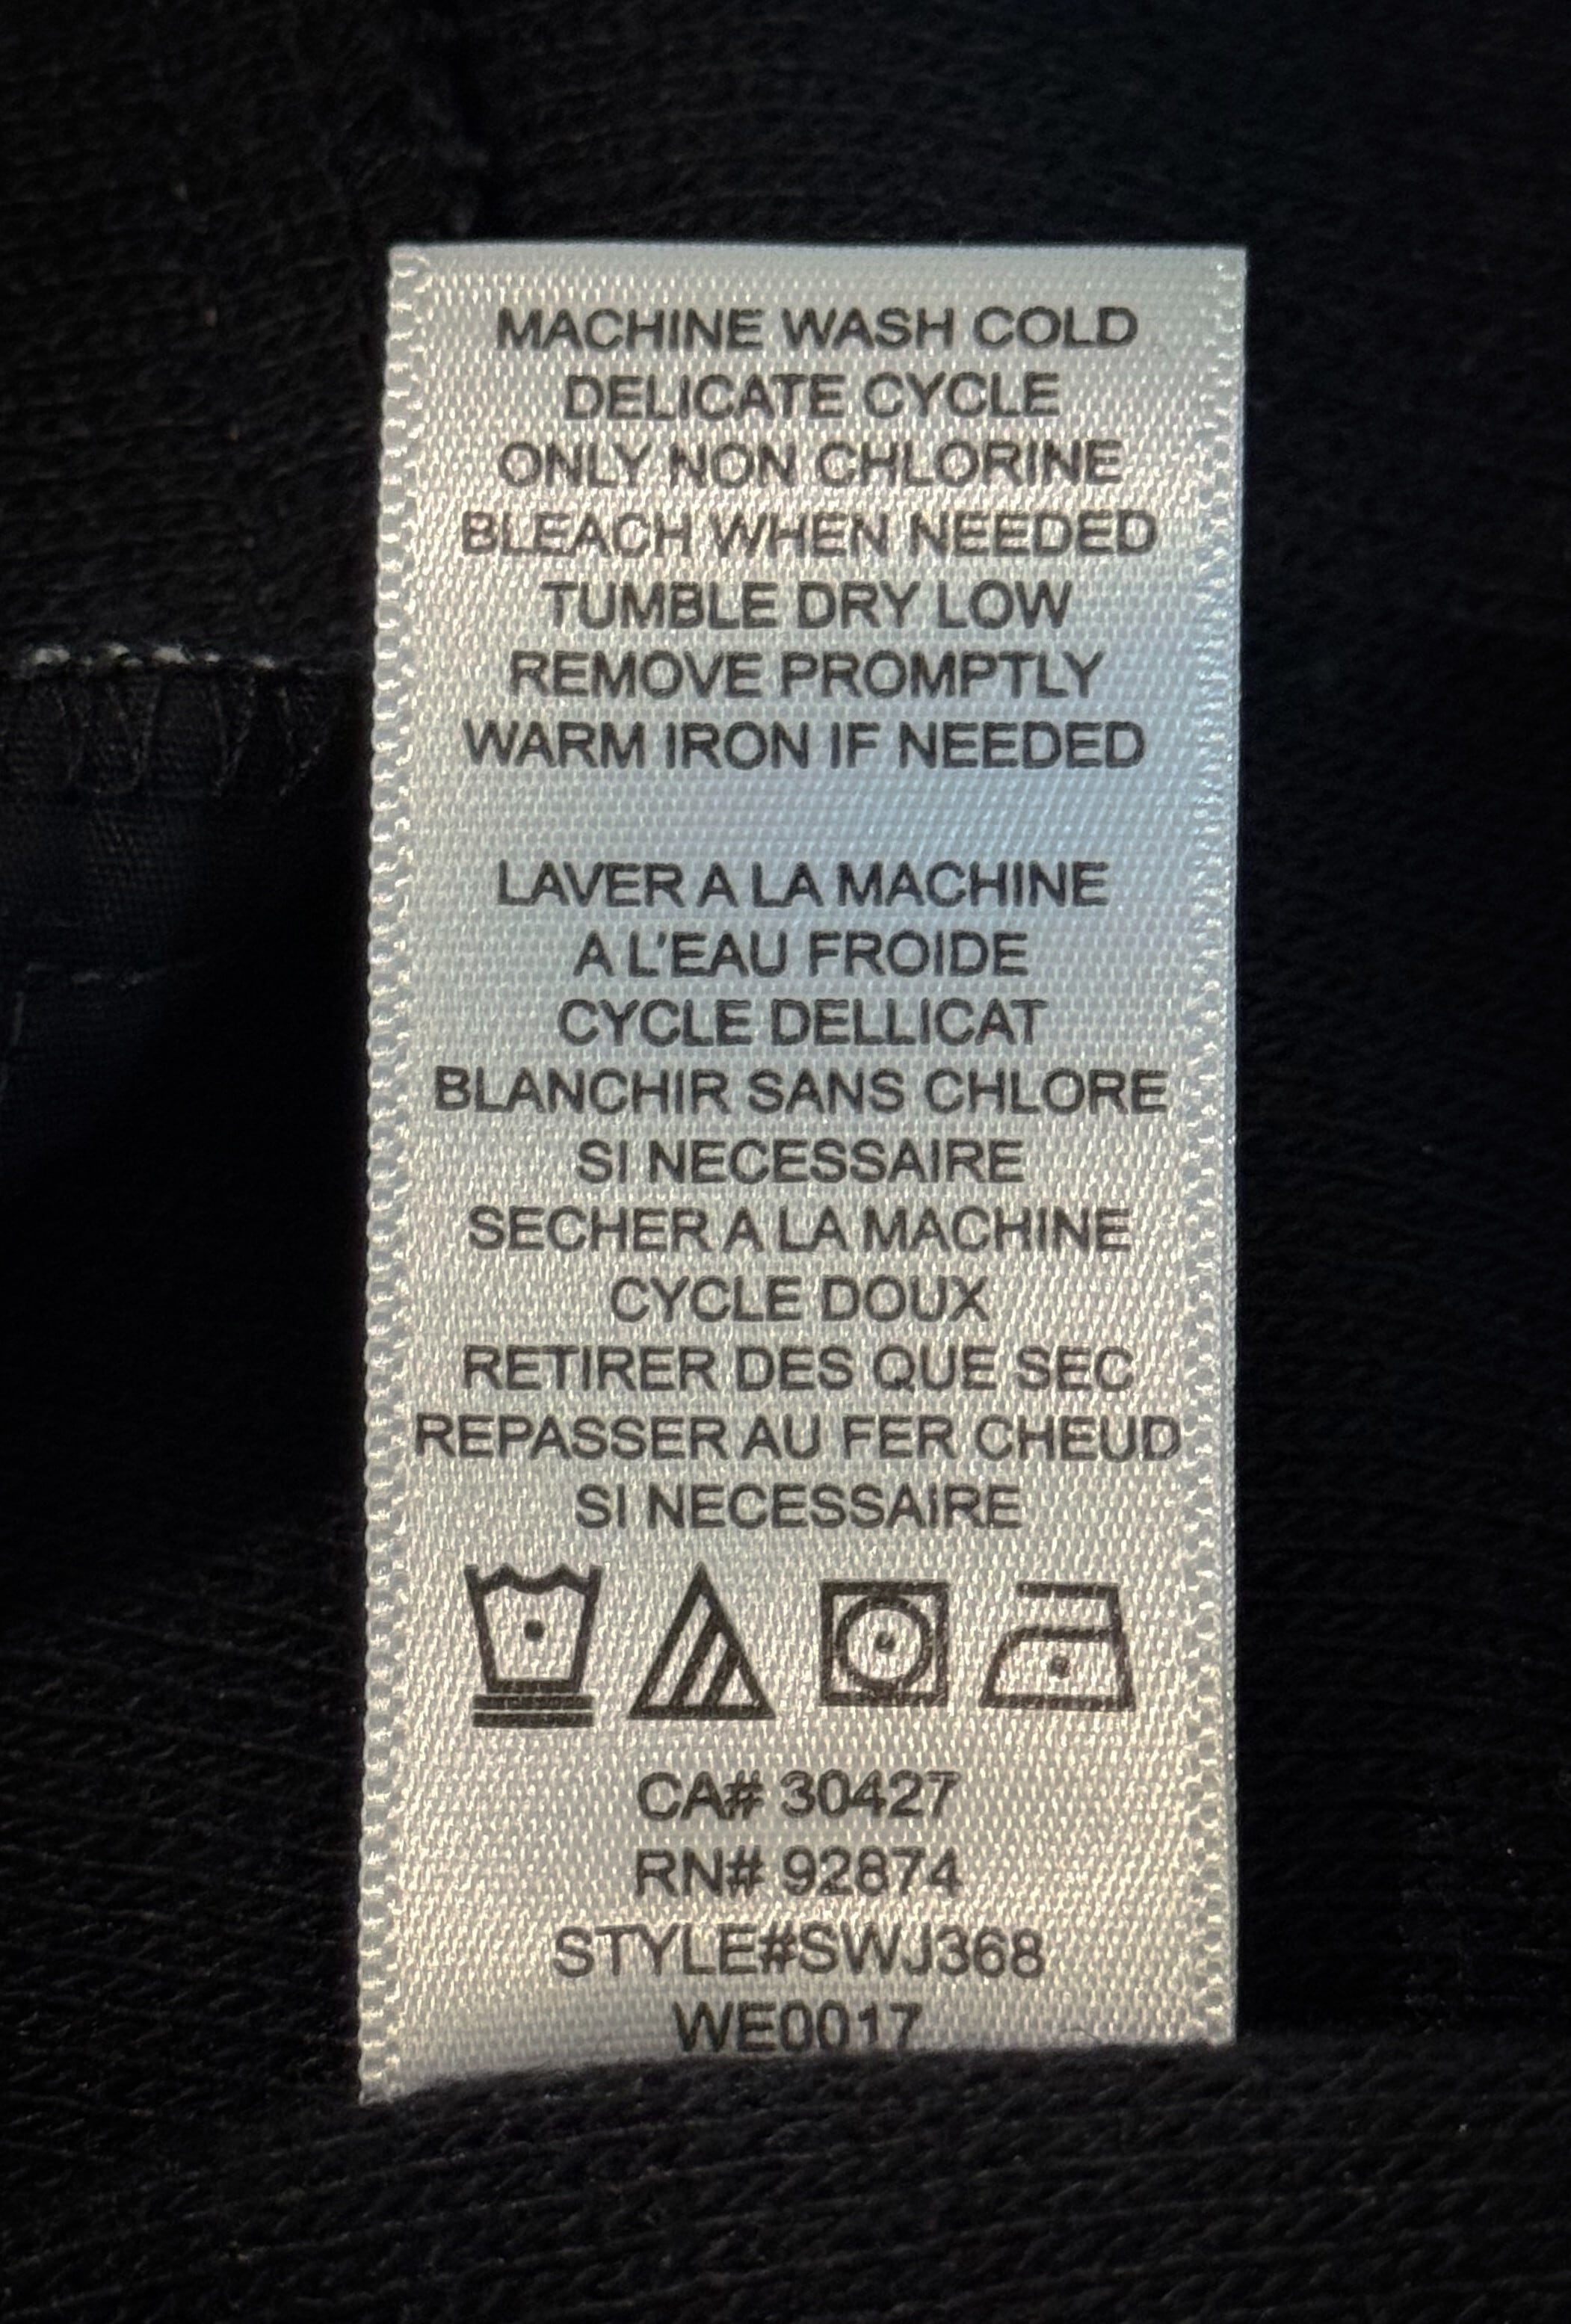 MACHINE WASH COLD
DELICATE CYCLE
ONLY NON CHLORINE
BLEACH WHEN NEEDED
TUMBLE DRY LOW
REMOVE PROMPTLY
WARM IRON IF NEEDED
LAVER A LA MACHINE
A L'EAU FROIDE
CYCLE DELLICAT
BLANCHIR SANS CHLORE
SI NECESSAIRE
SECHER A LA MACHINE
CYCLE DOUX
RETIRER DES QUE SEC
REPASSER AU FER CHEUD
SI NECESSAIRE
CA# 30427
RN# 92874
STYLE#SWJ368
WE0017